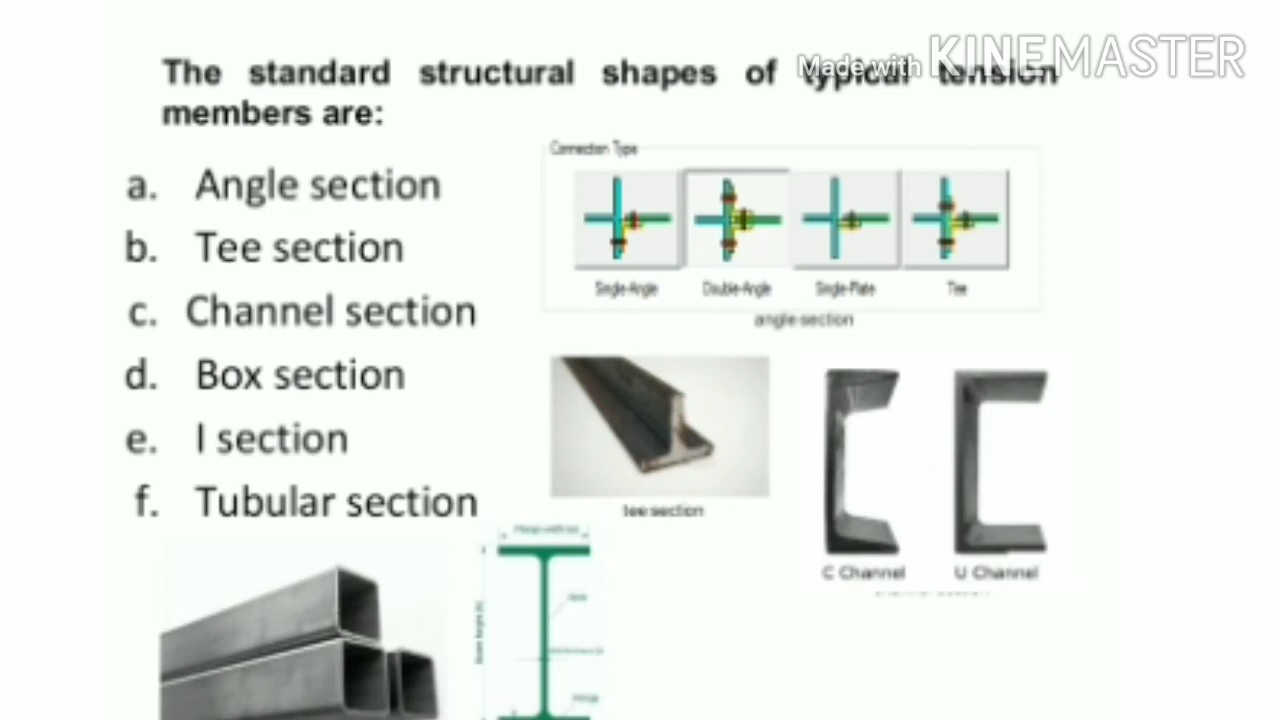 Made with KINEMASTER
The standard structural shapes of typical tension
members are:
a. Angle section
b. Tee section
c. Channel section
d. Box section
e. I section
f. Tubular section
Connection Type
Single-Angle Double-Angle Single-Plate Tee
angle section
tee section
C Channel U Channel